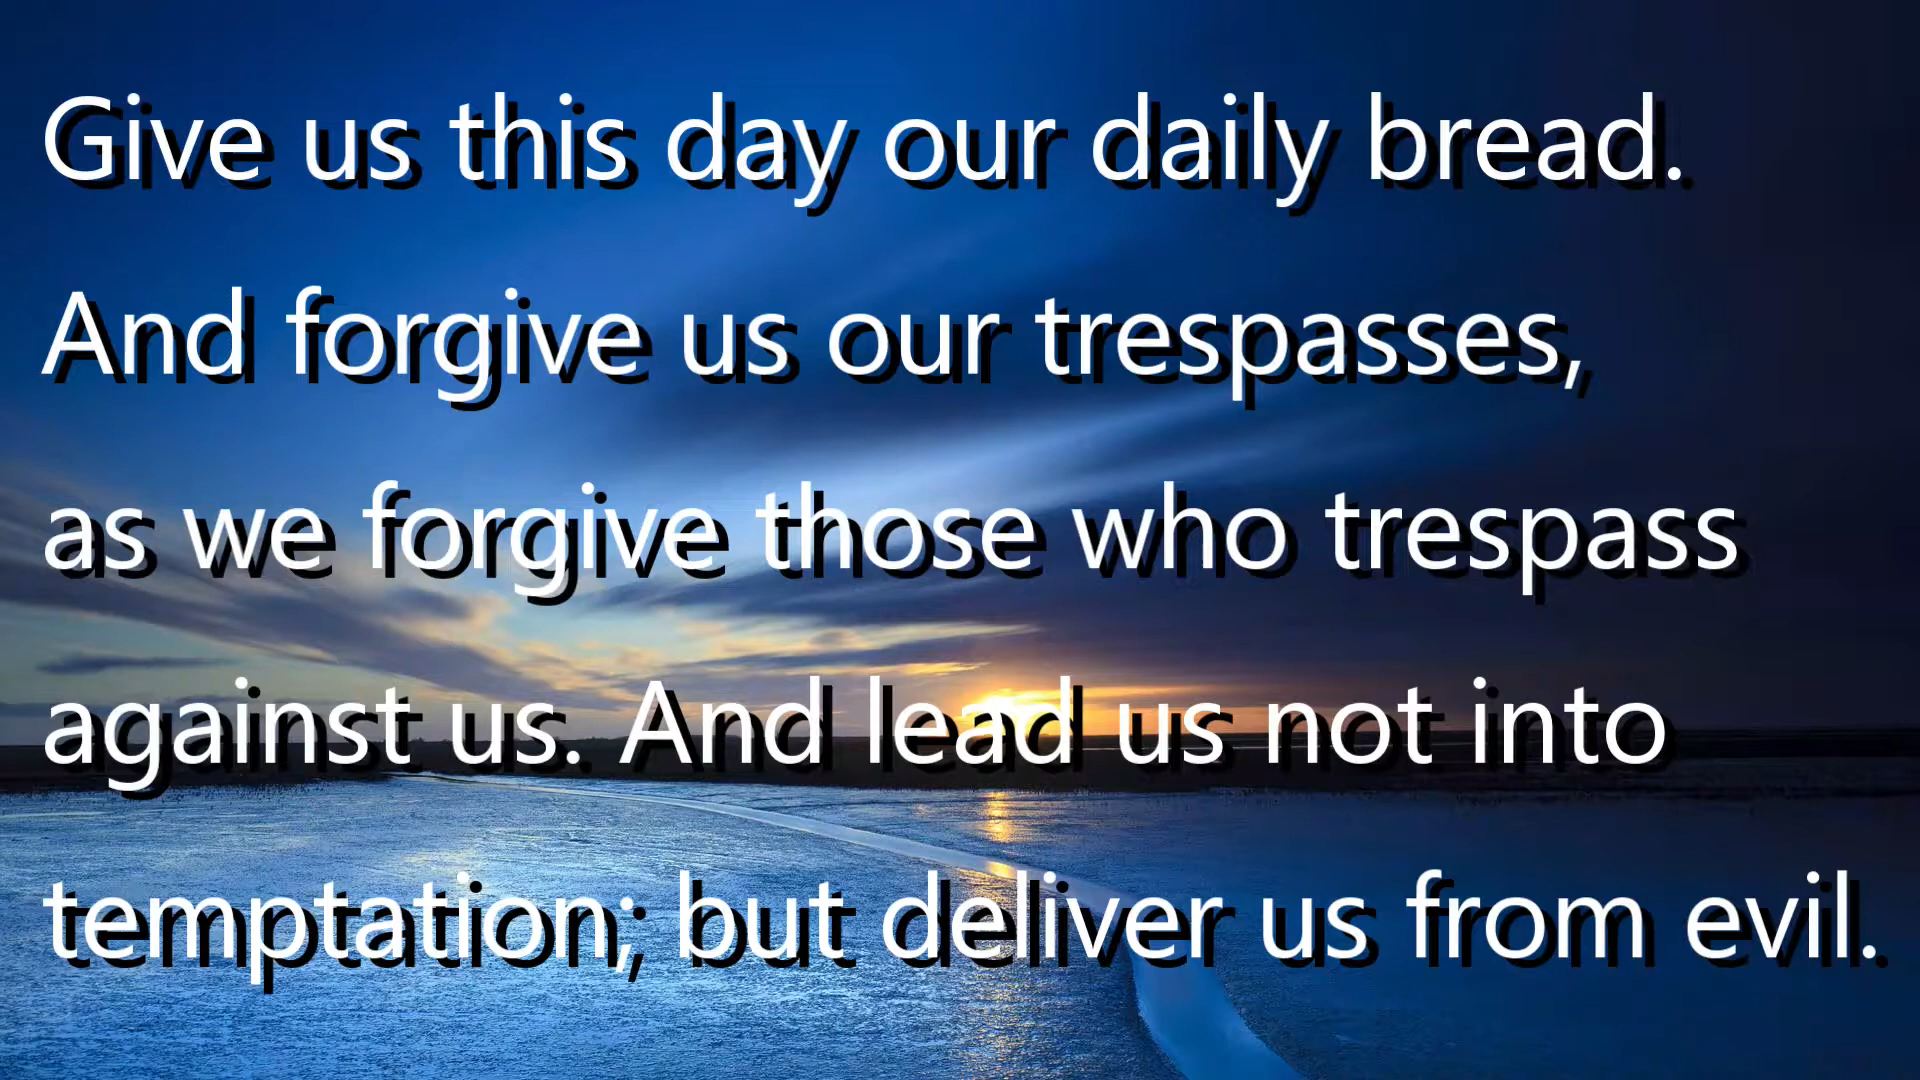 Give us this day our daily bread.
And forgive us our trespasses,
as we forgive those who trespass
against us. And lead us not into
temptation; but deliver us from evil.